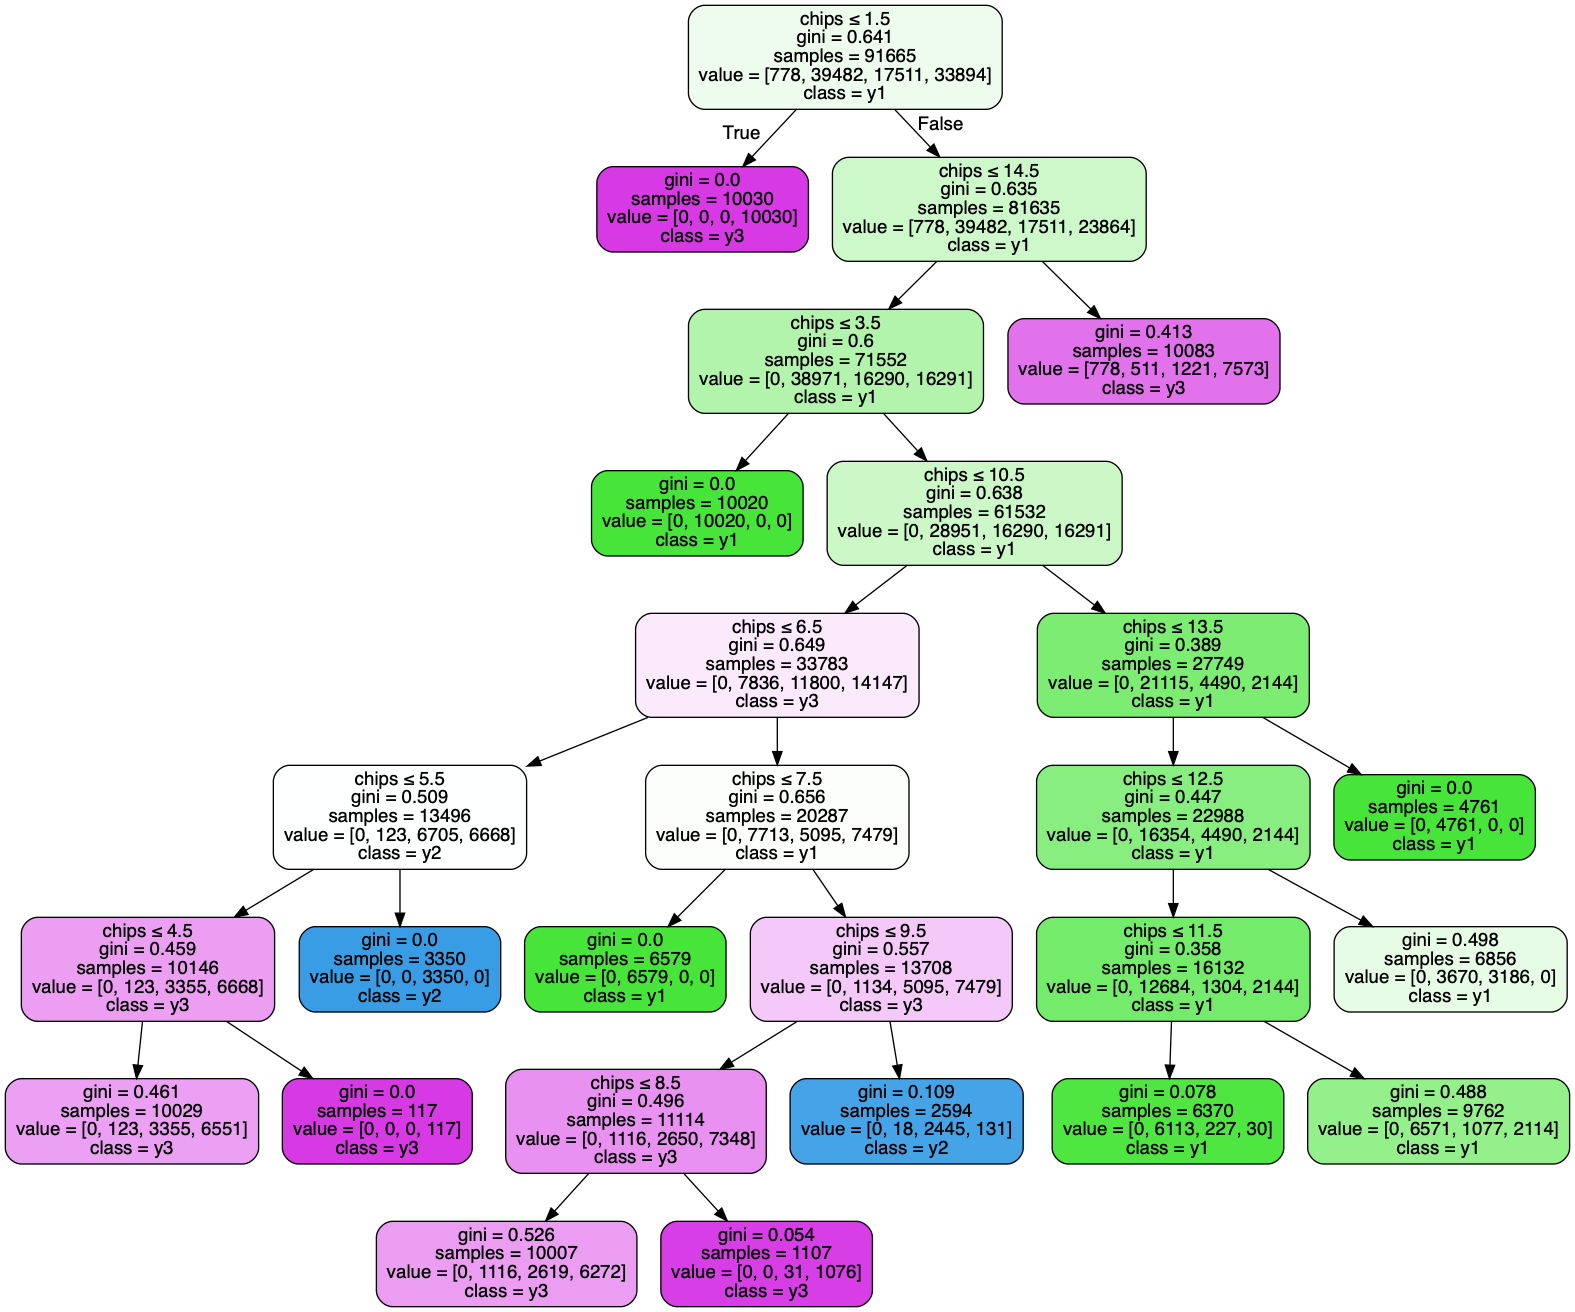 chips ≤ 1.5
gini = 0.641
samples = 91665
value = [778, 39482, 17511, 33894]
class = y1
True
False
gini = 0.0
samples = 10030
value = [0, 0, 0, 10030]
class = y3
chips ≤ 14.5
gini = 0.635
samples = 81635
value = [778, 39482, 17511, 23864]
class = y1
chips ≤ 3.5
gini = 0.6
samples = 71552
value = [0, 38971, 16290, 16291]
class = y1
gini = 0.413
samples = 10083
value = [778, 511, 1221, 7573]
class = y3
gini = 0.0
samples = 10020
value = [0, 10020, 0, 0]
class = y1
chips ≤ 10.5
gini = 0.638
samples = 61532
value = [0, 28951, 16290, 16291]
class = y1
chips ≤ 6.5
gini = 0.649
samples = 33783
value = [0, 7836, 11800, 14147]
class = y3
chips ≤ 13.5
gini = 0.389
samples = 27749
value = [0, 21115, 4490, 2144]
class = y1
chips ≤ 5.5
gini = 0.509
samples = 13496
value = [0, 123, 6705, 6668]
class = y2
chips ≤ 7.5
gini = 0.656
samples = 20287
value = [0, 7713, 5095, 7479]
class = y1
chips ≤ 12.5
gini = 0.447
samples = 22988
value = [0, 16354, 4490, 2144]
class = y1
gini = 0.0
samples = 4761
value = [0, 4761, 0, 0]
class = y1
chips ≤ 4.5
gini = 0.459
samples = 10146
value = [0, 123, 3355, 6668]
class = y3
gini = 0.0
samples = 3350
value = [0, 0, 3350, 0]
class = y2
gini = 0.0
samples = 6579
value = [0, 6579, 0, 0]
class = y1
chips ≤ 9.5
gini = 0.557
samples = 13708
value = [0, 1134, 5095, 7479]
class = y3
chips ≤ 11.5
gini = 0.358
samples = 16132
value = [0, 12684, 1304, 2144]
class = y1
gini = 0.498
samples = 6856
value = [0, 3670, 3186, 0]
class = y1
gini = 0.461
samples = 10029
value = [0, 123, 3355, 6551]
class = y3
gini = 0.0
samples = 117
value = [0, 0, 0, 117]
class = y3
chips ≤ 8.5
gini = 0.496
samples = 11114
value = [0, 1116, 2650, 7348]
class = y3
gini = 0.109
samples = 2594
value = [0, 18, 2445, 131]
class = y2
gini = 0.078
samples = 6370
value = [0, 6113, 227, 30]
class = y1
gini = 0.488
samples = 9762
value = [0, 6571, 1077, 2114]
class = y1
gini = 0.526
samples = 10007
value = [0, 1116, 2619, 6272]
class = y3
gini = 0.054
samples = 1107
value = [0, 0, 31, 1076]
class = y3